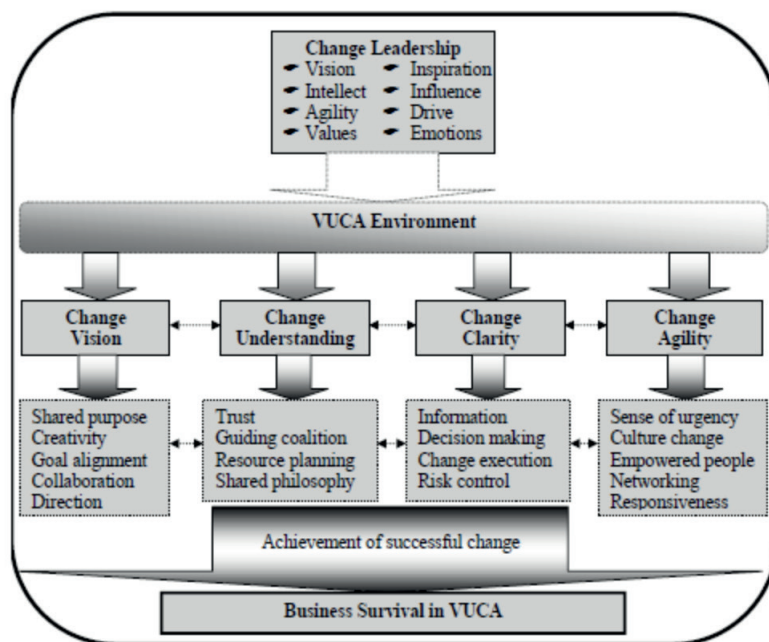 Change Leadership
Vision Inspiration
Intellect Influence
Agility Drive
Values Emotions
VUCA Environment
Change
Vision
Change
Understanding
Change
Clarity
Change
Agility
Shared purpose
Creativity
Goal alignment
Collaboration
Direction
Trust
Guiding coalition
Resource planning
Shared philosophy
Information
Decision making
Change execution
Risk control
Sense of urgency
Culture change
Empowered people
Networking
Responsiveness
Achievement of successful change
Business Survival in VUCA